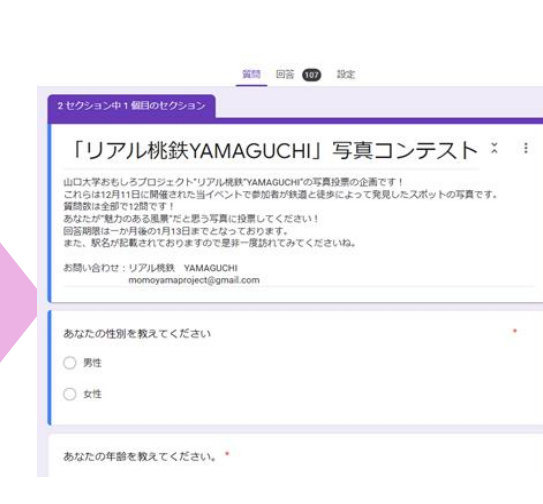 質問 回答 107 設定
2 セクション中 1 個目のセクション
「リアル桃鉄YAMAGUCHI」写真コンテスト
山口大学おもしろプロジェクト"リアル桃鉄"YAMAGUCHI"の写真投票の企画です！
これらは12月11日に開催された当イベントで参加者が鉄道と徒歩によって発見したスポットの写真です。
質問数は全部で12問です！
あなたが"魅力のある風景"だと思う写真に投票してください！
回答期限は一か月後の1月13日までとなっております。
また、駅名が記載されておりますので是非一度訪れてみてくださいね。
お問い合わせ：リアル桃鉄 YAMAGUCHI
momoyamaproject@gmail.com
あなたの性別を教えてください *
男性
女性
あなたの年齢を教えてください。 *